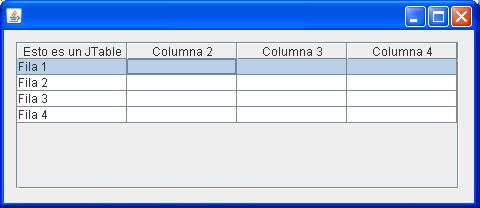 Esto es un JTable Columna 2 Columna 3 Columna 4
Fila 1
Fila 2
Fila 3
Fila 4